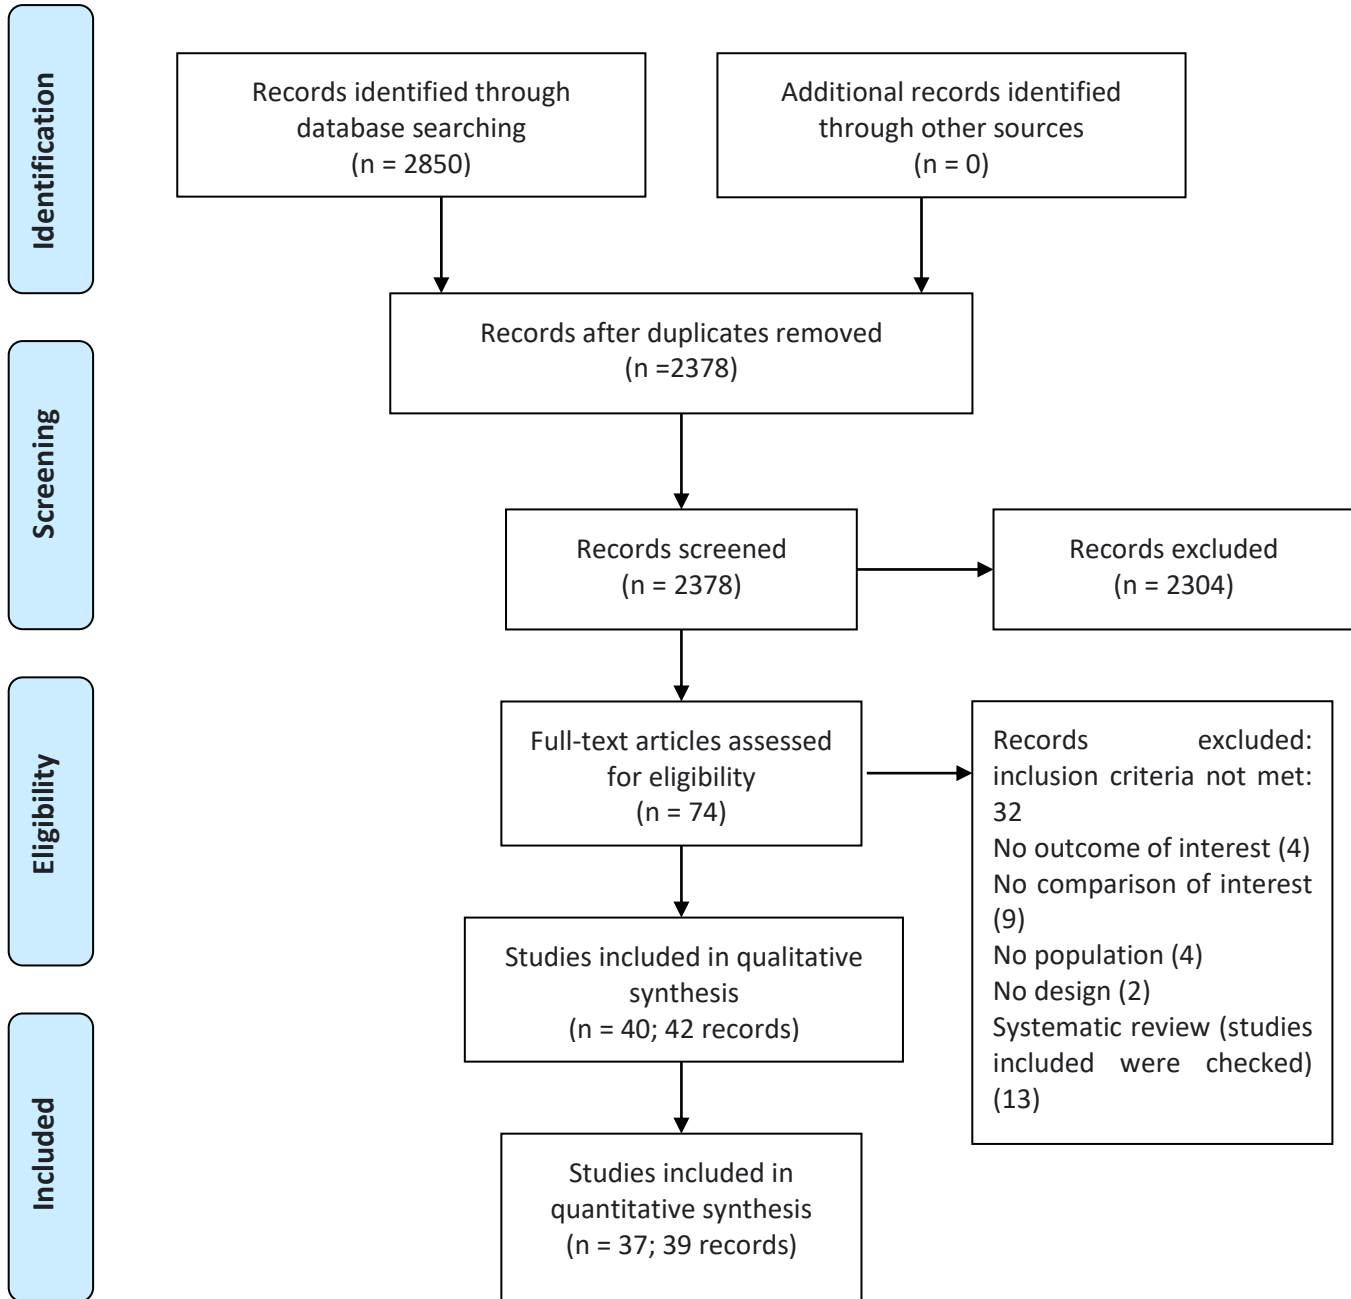 Identification
Records identified through
database searching
(n = 2850)
Additional records identified
through other sources
(n = 0)
Records after duplicates removed
(n =2378)
Screening
Records screened
(n = 2378)
Records excluded
(n = 2304)
Eligibility
Full-text articles assessed
for eligibility
(n = 74)
Records excluded:
inclusion criteria not met:
32
No outcome of interest (4)
No comparison of interest
(9)
No population (4)
No design (2)
Systematic review (studies
included were checked)
(13)
Studies included in qualitative
synthesis
(n = 40; 42 records)
Included
Studies included in
quantitative synthesis
(n = 37; 39 records)